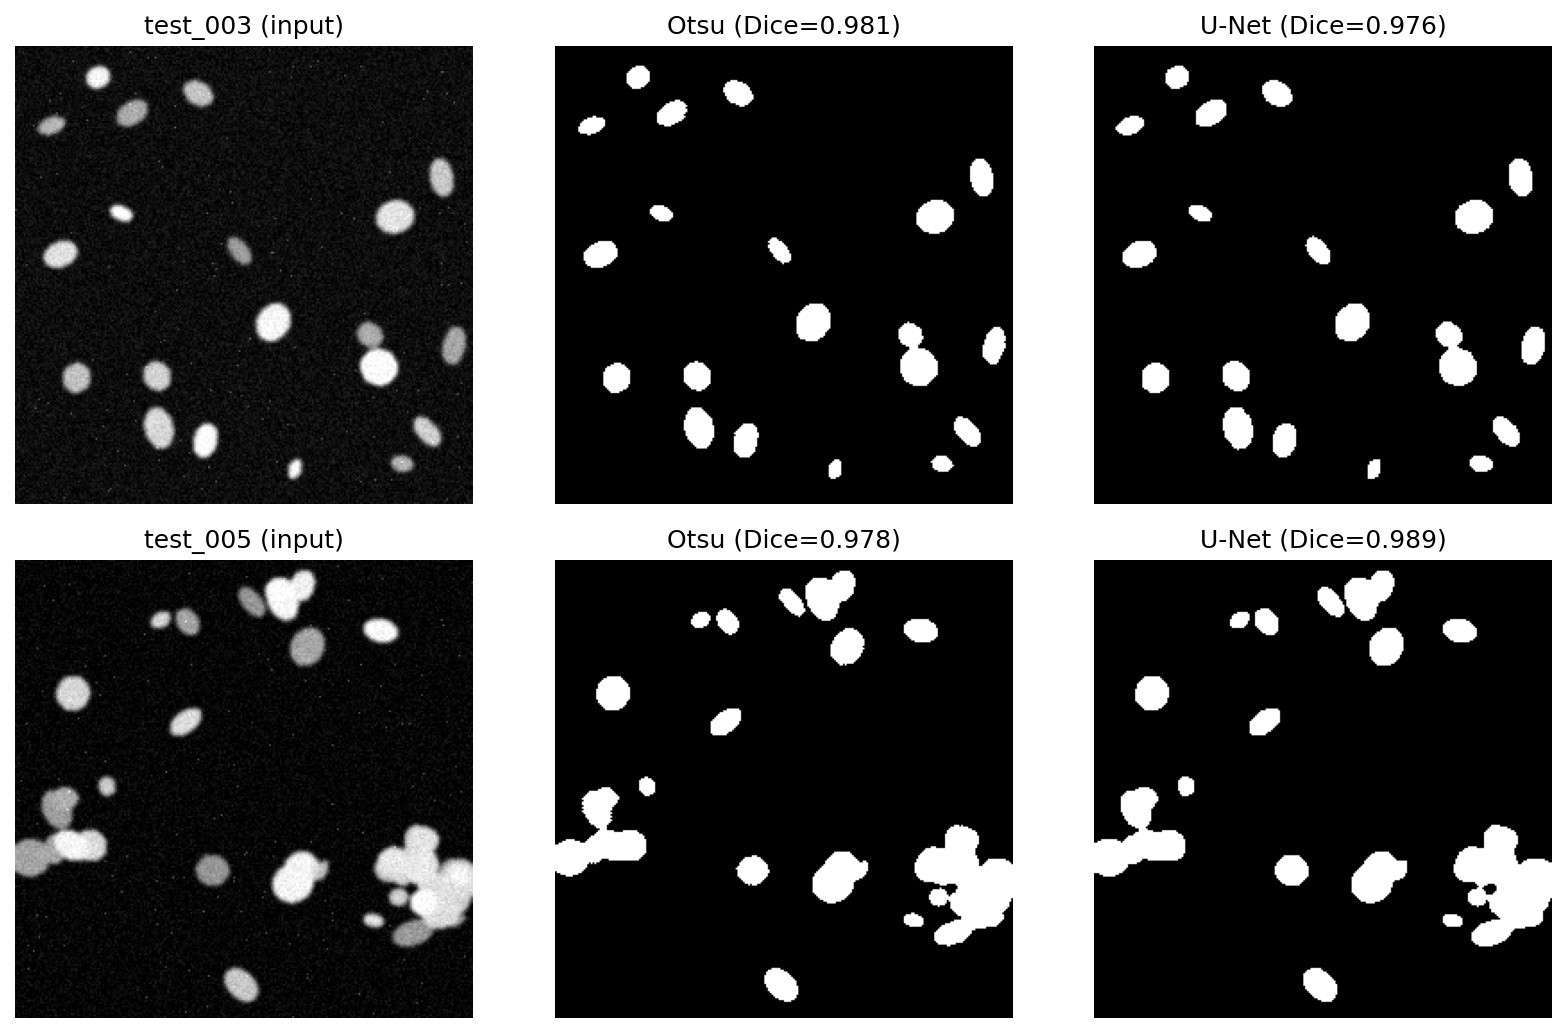 test_003 (input)
Otsu (Dice=0.981)
U-Net (Dice=0.976)
test_005 (input)
Otsu (Dice=0.978)
U-Net (Dice=0.989)